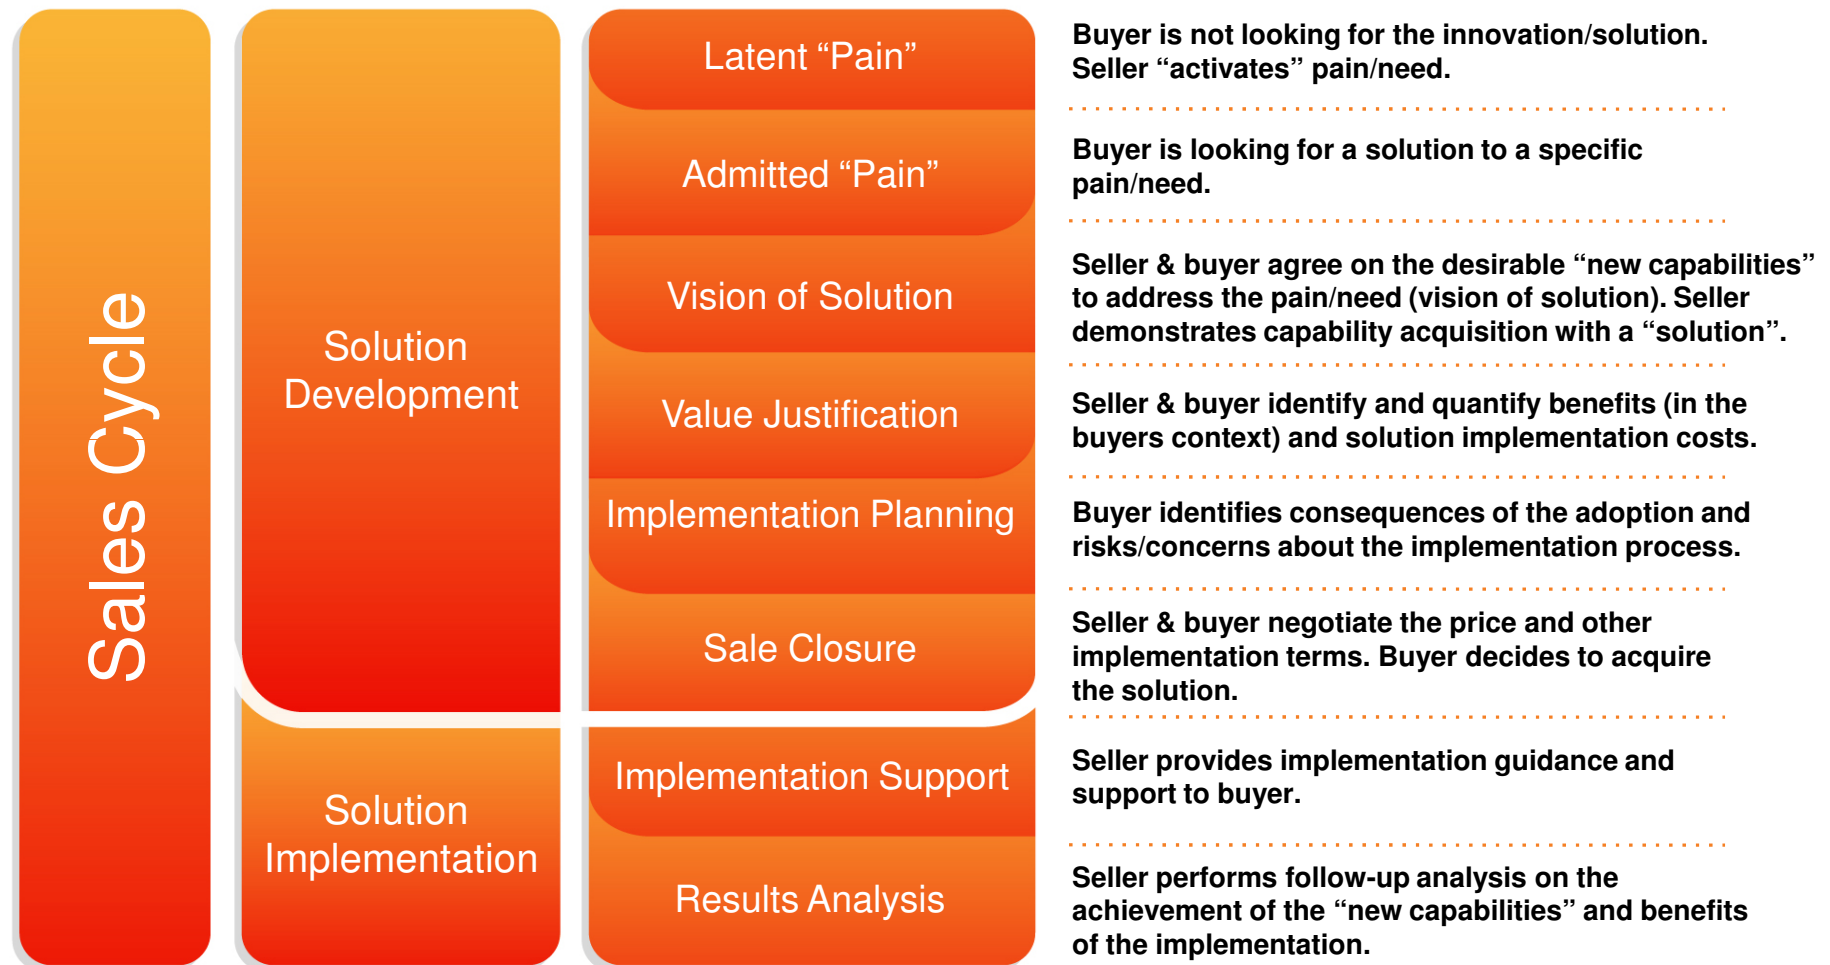 Sales Cycle
Solution
Development
Solution
Implementation
Latent “Pain”
Buyer is not looking for the innovation/solution.
Seller “activates” pain/need.
Admitted “Pain”
Buyer is looking for a solution to a specific
pain/need.
Vision of Solution
Seller & buyer agree on the desirable “new capabilities”
to address the pain/need (vision of solution). Seller
demonstrates capability acquisition with a “solution”.
Value Justification
Seller & buyer identify and quantify benefits (in the
buyers context) and solution implementation costs.
Implementation Planning
Buyer identifies consequences of the adoption and
risks/concerns about the implementation process.
Sale Closure
Seller & buyer negotiate the price and other
implementation terms. Buyer decides to acquire
the solution.
Implementation Support
Seller provides implementation guidance and
support to buyer.
Results Analysis
Seller performs follow-up analysis on the
achievement of the “new capabilities” and benefits
of the implementation.